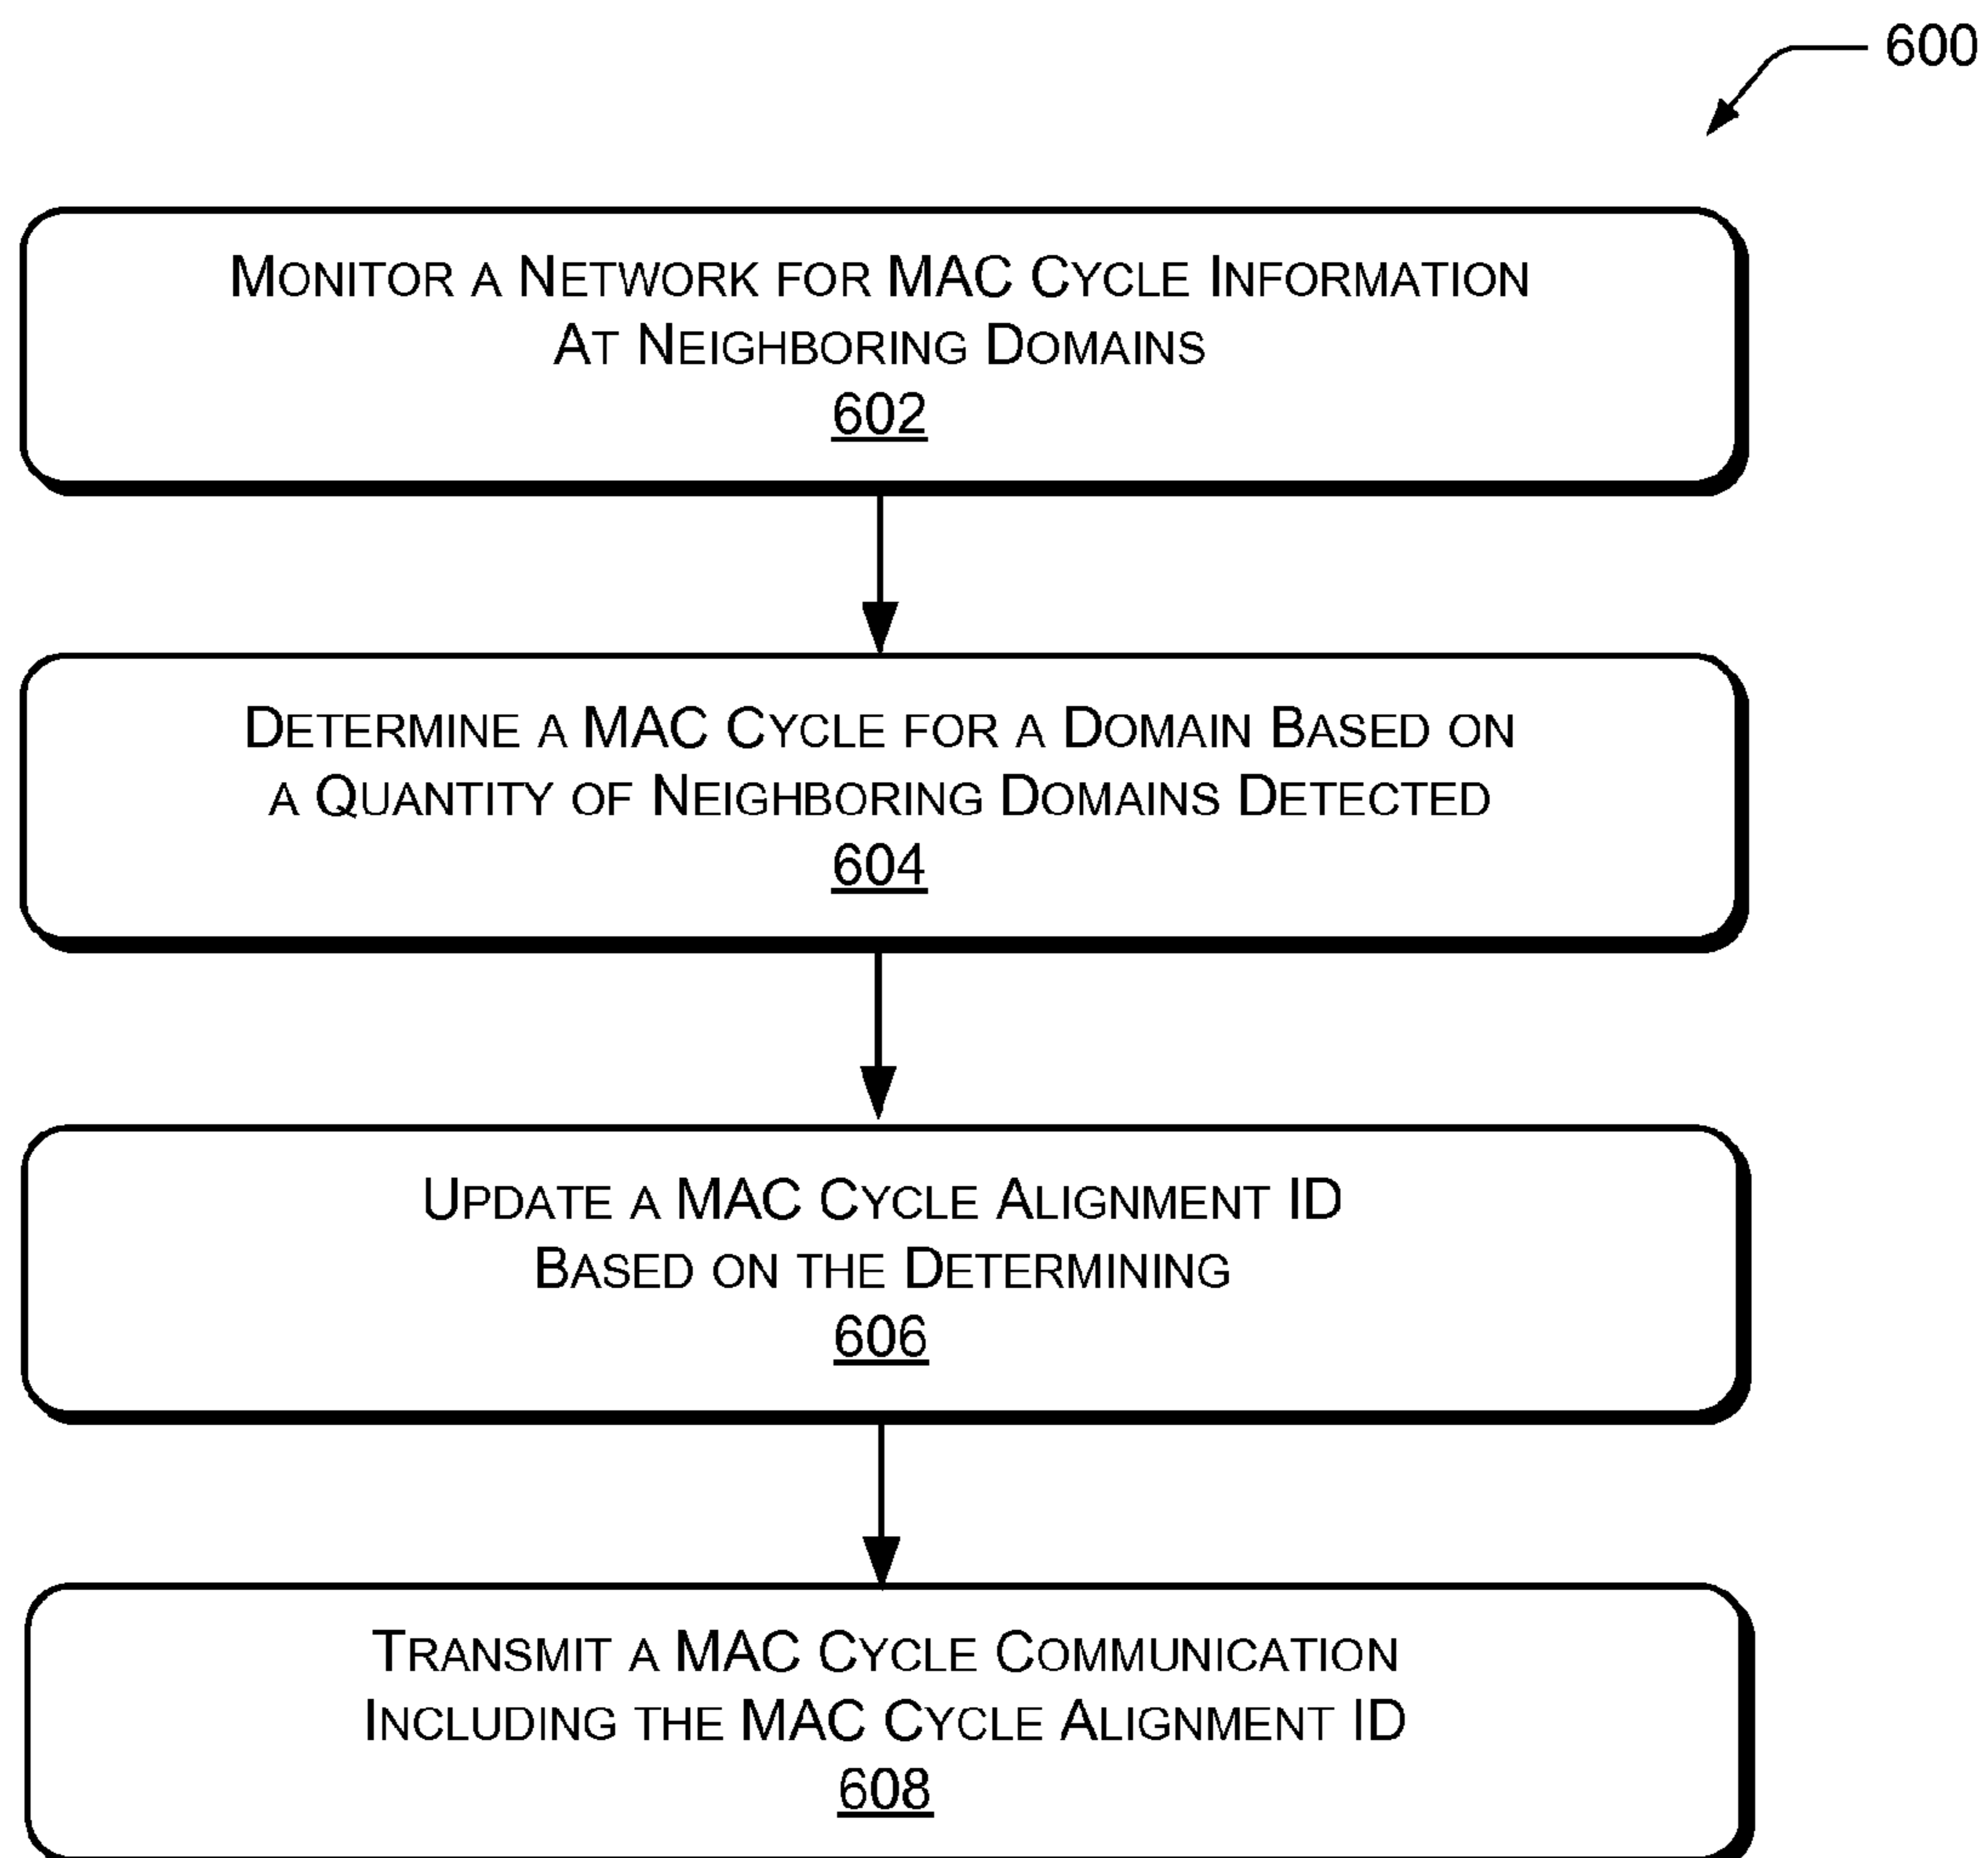 600
Monitor a Network for MAC Cycle Information
At Neighboring Domains
602
Determine a MAC Cycle for a Domain Based on
a Quantity of Neighboring Domains Detected
604
Update a MAC Cycle Alignment ID
Based on the Determining
606
Transmit a MAC Cycle Communication
Including the MAC Cycle Alignment ID
608